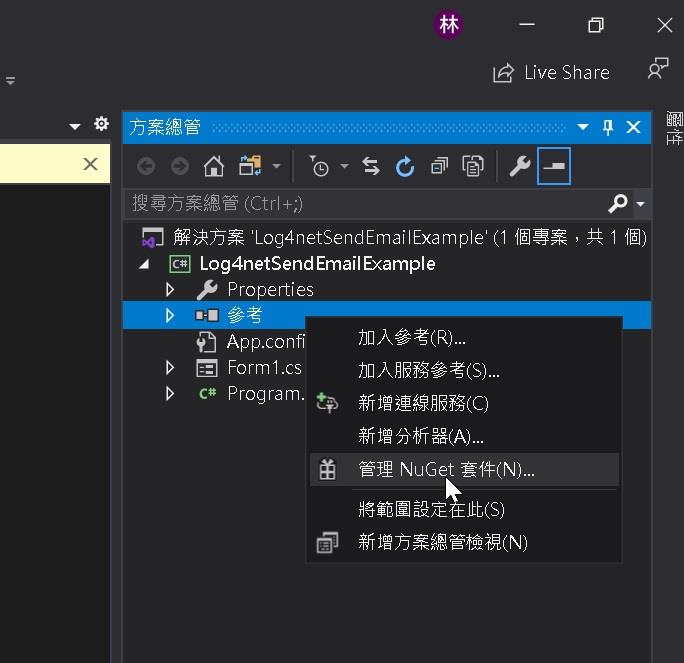 林
Live Share
屬性
方案總管
搜尋方案總管 (Ctrl+;)
解決方案 'Log4netSendEmailExample' (1 個專案，共 1 個)
C# Log4netSendEmailExample
Properties
參考
App.confi
Form1.cs
C# Program.
加入參考(R)...
加入服務參考(S)...
新增連線服務(C)
新增分析器(A)...
管理 NuGet 套件(N)...
將範圍設定在此(S)
新增方案總管檢視(N)